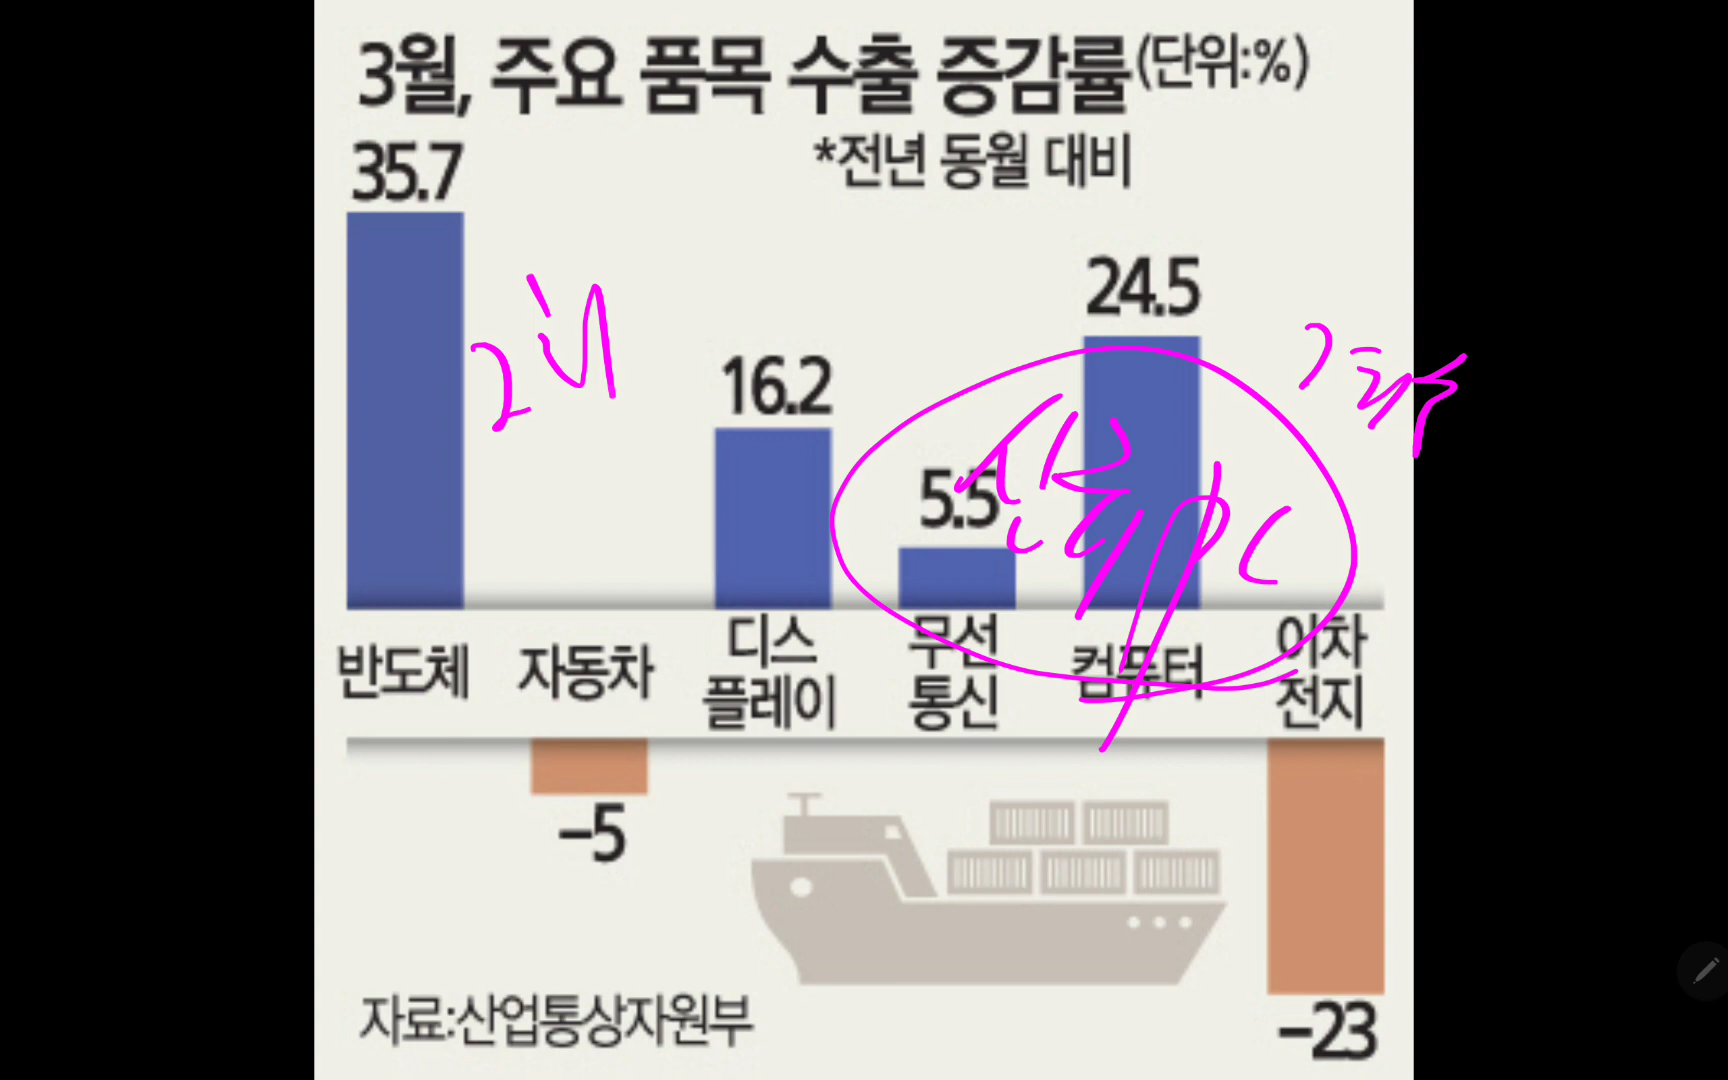 3월, 주요 품목 수출 증감률(단위:%)
*전년 동월 대비
35.7
16.2
5.5
24.5
반도체
자동차
디스
플레이
무선
통신
컴퓨터
이차
전지
-5
-23
자료:산업통상자원부